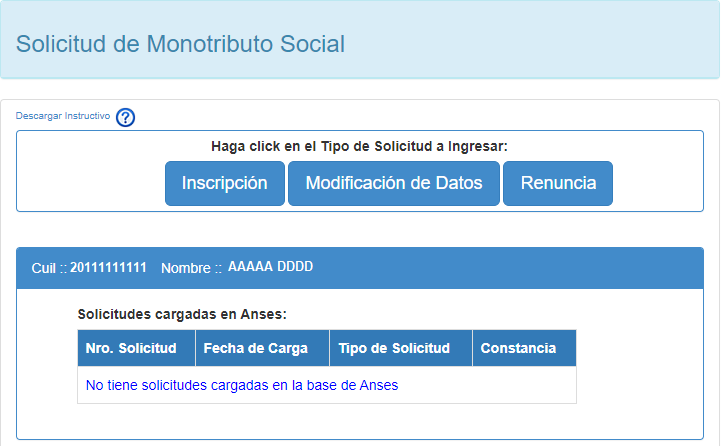 Solicitud de Monotributo Social
Descargar Instructivo ?
Haga click en el Tipo de Solicitud a Ingresar:
Inscripción Modificación de Datos Renuncia
Cuil :: 20111111111 Nombre :: AAAAA DDDD
Solicitudes cargadas en Anses:
Nro. Solicitud Fecha de Carga Tipo de Solicitud Constancia
No tiene solicitudes cargadas en la base de Anses